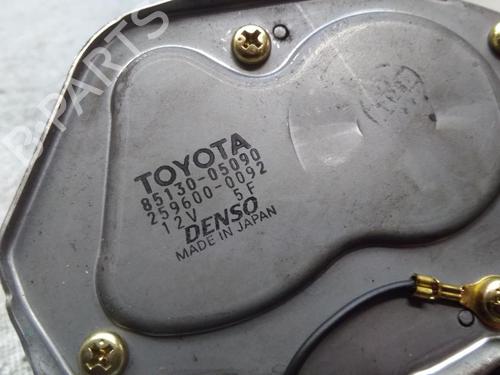 B-PARTS
TOYOTA
85130-05090
259600-0092
12V 5F
DENSO
MADE IN JAPAN